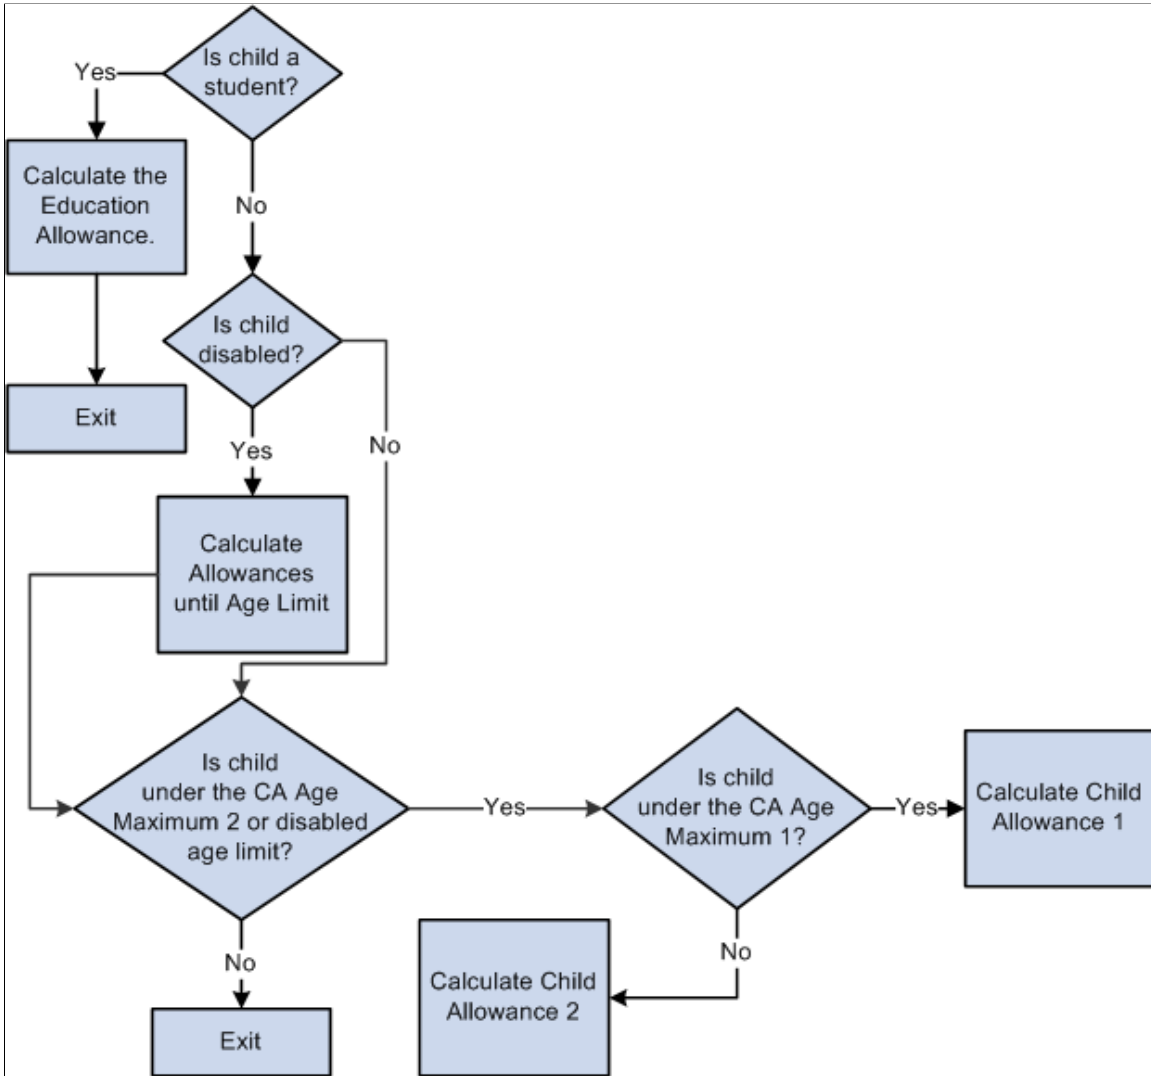 Is child a
student?
Yes
Calculate the
Education
Allowance.
No
Is child
disabled?
Exit
Yes
No
Calculate
Allowances
until Age Limit
Is child
under the CA Age
Maximum 2 or disabled
age limit?
Yes
Is child
under the CA Age
Maximum 1?
Yes
Calculate Child
Allowance 1
No
Calculate Child
Allowance 2
No
Exit